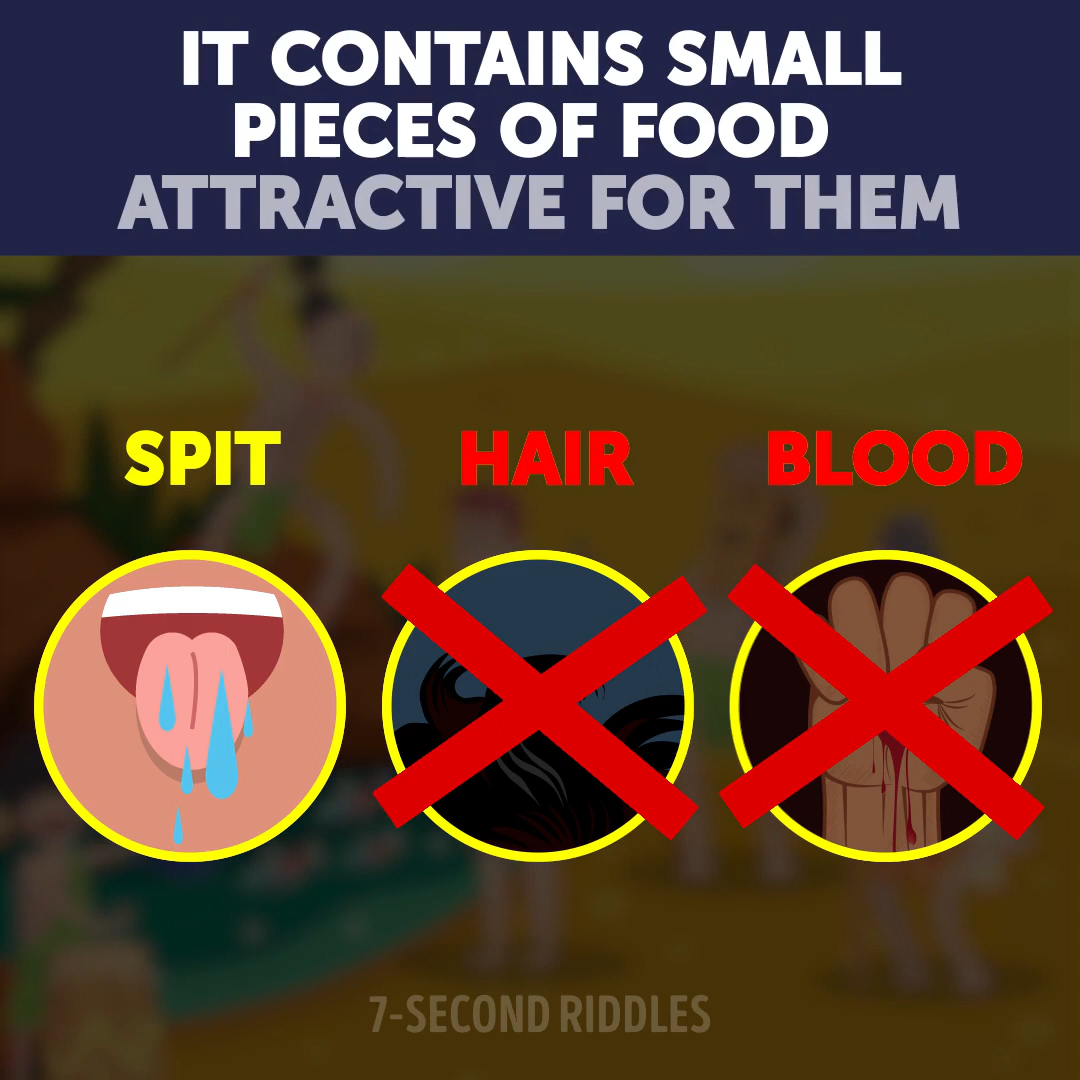 IT CONTAINS SMALL
PIECES OF FOOD
ATTRACTIVE FOR THEM
SPIT HAIR BLOOD
7-SECOND RIDDLES